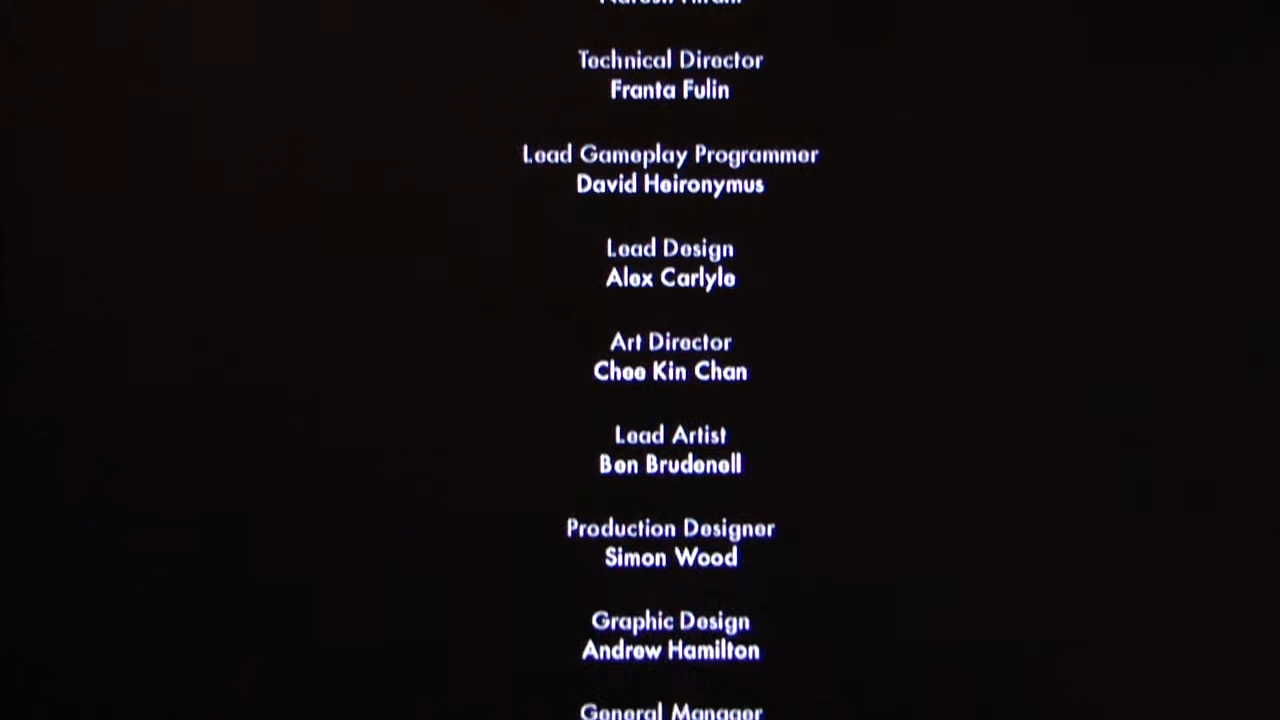 Technical Director
Franta Fulin
Lead Gameplay Programmer
David Heironymus
Lead Design
Alex Carlyle
Art Director
Chee Kin Chan
Lead Artist
Ben Brudenell
Production Designer
Simon Wood
Graphic Design
Andrew Hamilton
General Manager